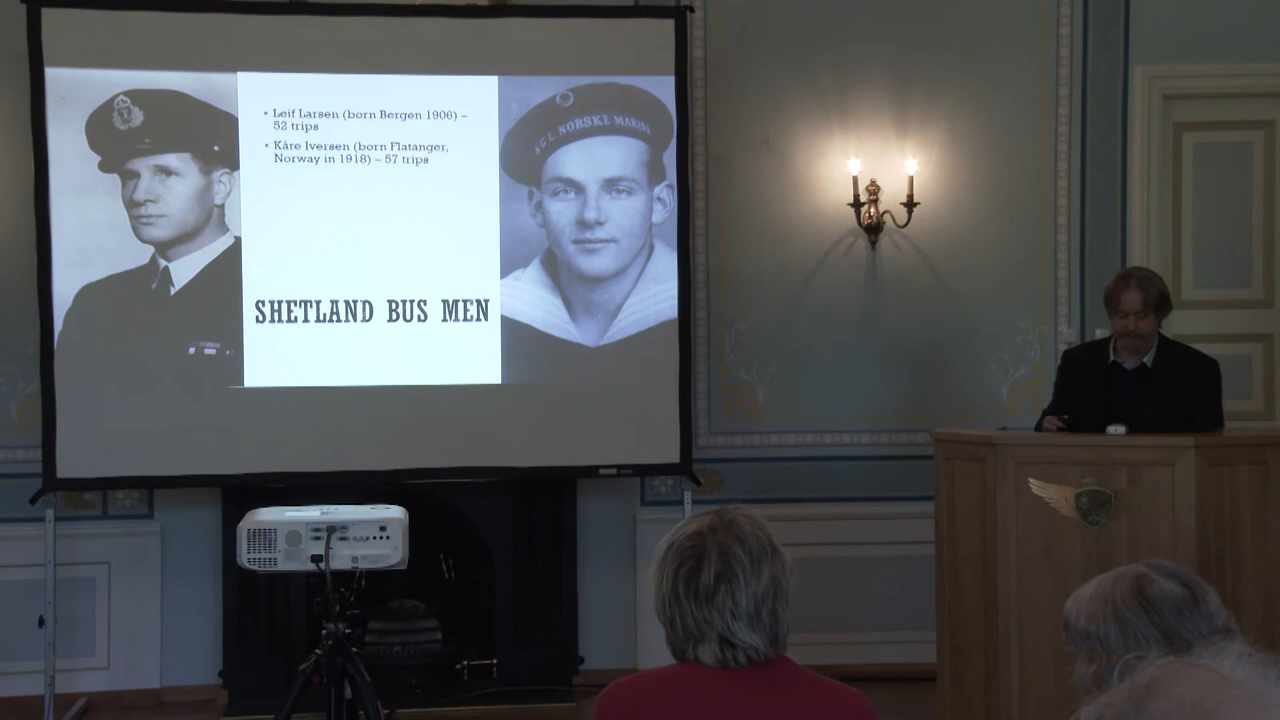 • Leif Larsen (born Bergen 1906) –
52 trips
• Kåre Iversen (born Flatanger,
Norway in 1918) – 57 trips
SHETLAND BUS MEN
NORSKE MARINE